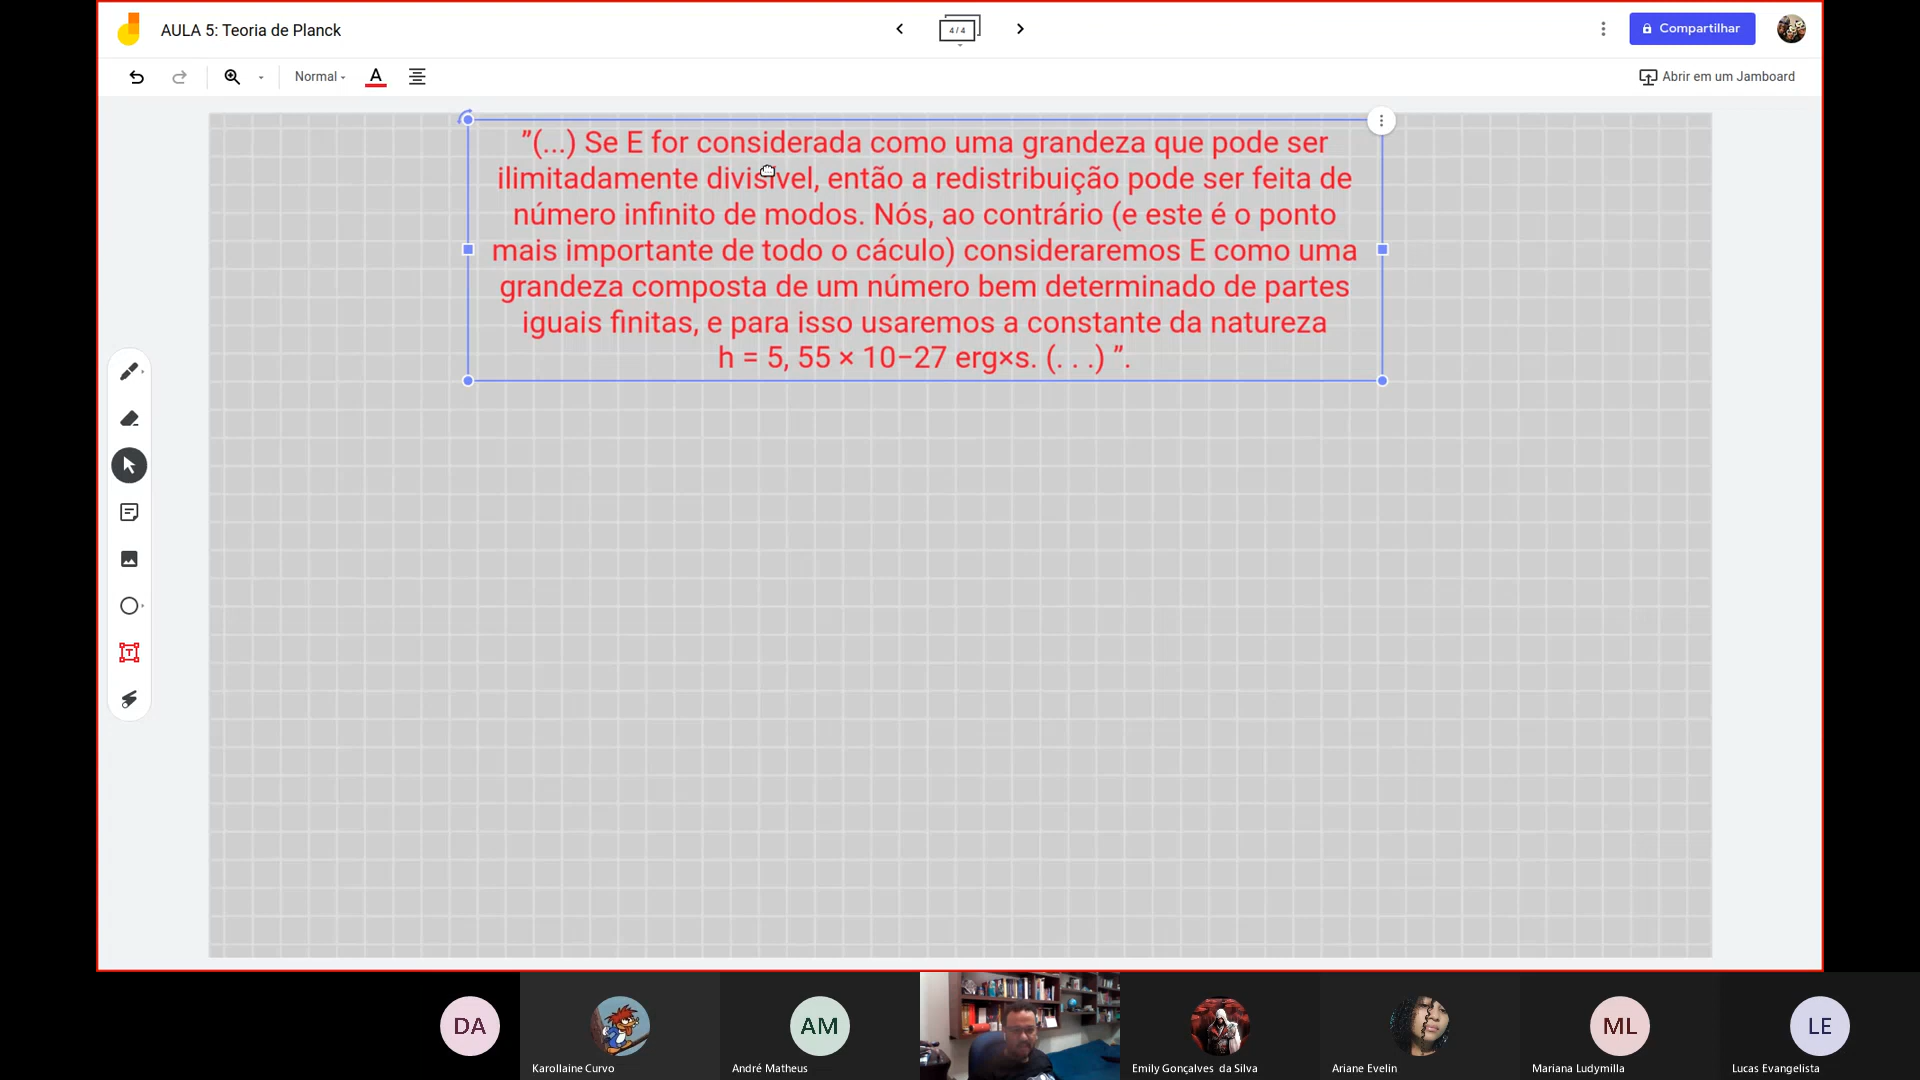 AULA 5: Teoria de Planck
4 / 4
Compartilhar
Normal
A
Abrir em um Jamboard
”(...) Se E for considerada como uma grandeza que pode ser
ilimitadamente divisível, então a redistribuição pode ser feita de
número infinito de modos. Nós, ao contrário (e este é o ponto
mais importante de todo o cáculo) consideraremos E como uma
grandeza composta de um número bem determinado de partes
iguais finitas, e para isso usaremos a constante da natureza
h = 5, 55 × 10−27 erg×s. (. . .) ”.
T
DA
AM
ML
LE
Karollaine Curvo
André Matheus
Emily Gonçalves da Silva
Ariane Evelin
Mariana Ludymilla
Lucas Evangelista